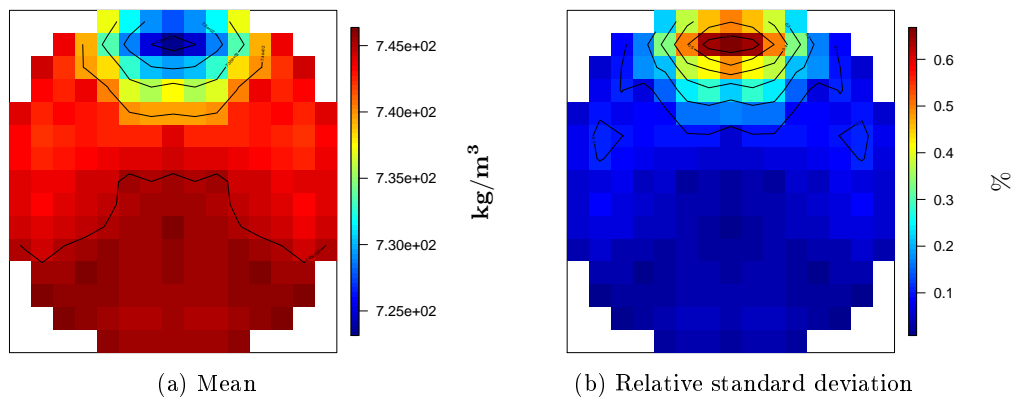 7.45e+02
7.40e+02
7.35e+02
7.30e+02
7.25e+02
kg/m³
(a) Mean
0.6
0.5
0.4
0.3
0.2
0.1
%
(b) Relative standard deviation